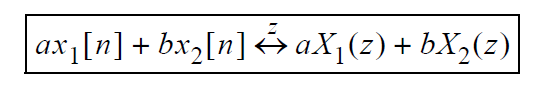 ax₁[n] + bx₂[n] ↔ᶻ aX₁(z) + bX₂(z)